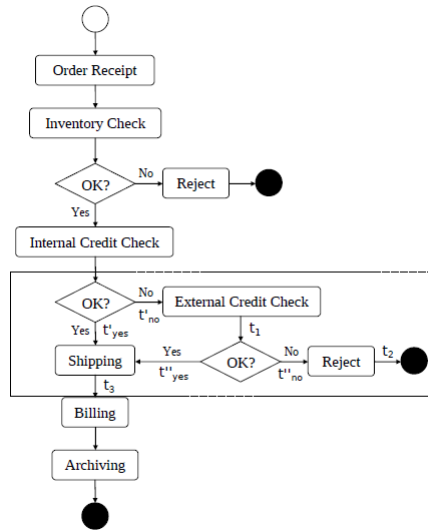 Order Receipt
Inventory Check
OK?
No
Reject
Yes
Internal Credit Check
OK?
No
t'no
External Credit Check
Yes
t'yes
t₁
Shipping
Yes
t''yes
OK?
No
t''no
Reject
t₂
t₃
Billing
Archiving